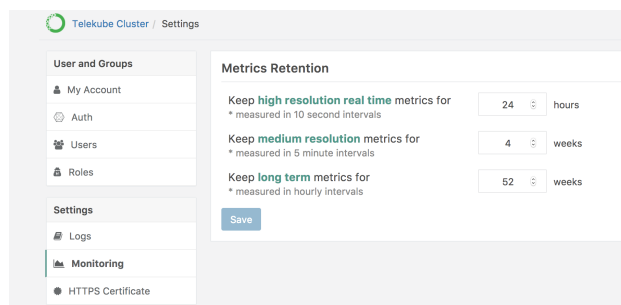 Telekube Cluster / Settings
User and Groups
My Account
Auth
Users
Roles
Settings
Logs
Monitoring
HTTPS Certificate
Metrics Retention
Keep high resolution real time metrics for
* measured in 10 second intervals
24 hours
Keep medium resolution metrics for
* measured in 5 minute intervals
4 weeks
Keep long term metrics for
* measured in hourly intervals
52 weeks
Save